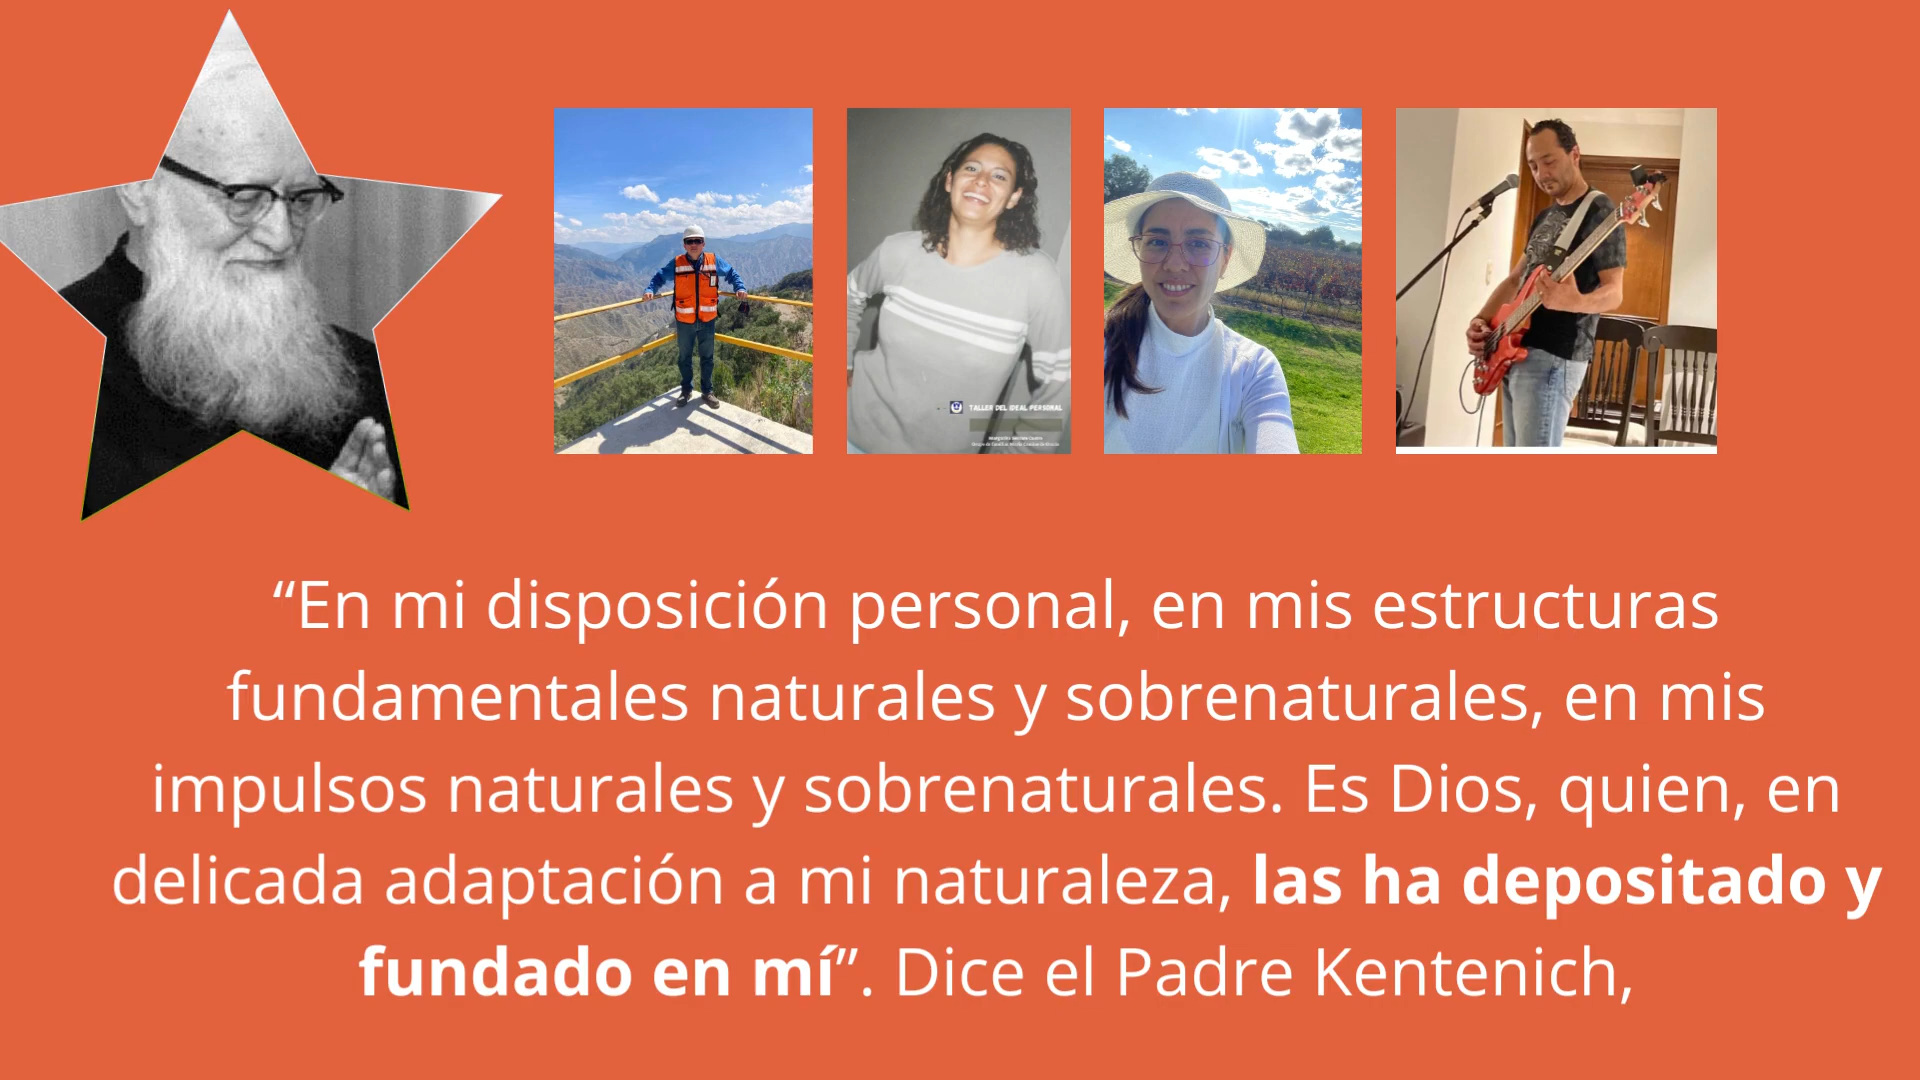 TALLER DEL IDEAL PERSONAL
“En mi disposición personal, en mis estructuras
fundamentales naturales y sobrenaturales, en mis
impulsos naturales y sobrenaturales. Es Dios, quien, en
delicada adaptación a mi naturaleza, las ha depositado y
fundado en mí”. Dice el Padre Kentenich,